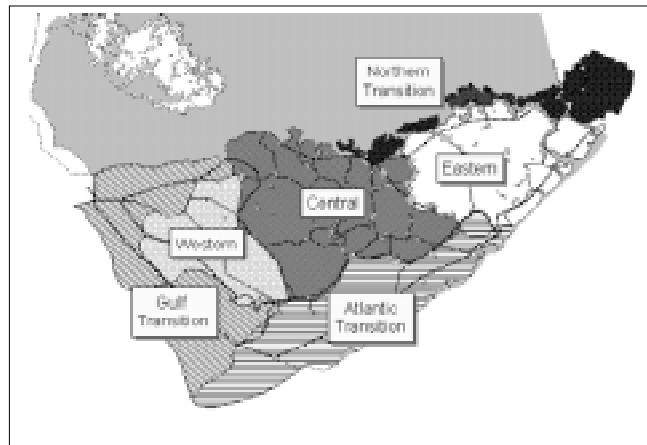 Northern
Transition
Eastern
Central
Western
Gulf
Transition
Atlantic
Transition